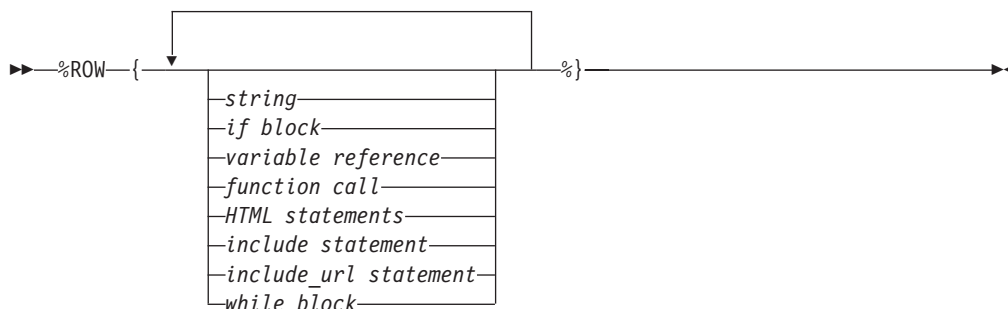 %ROW { %}
string
if block
variable reference
function call
HTML statements
include statement
include_url statement
while block